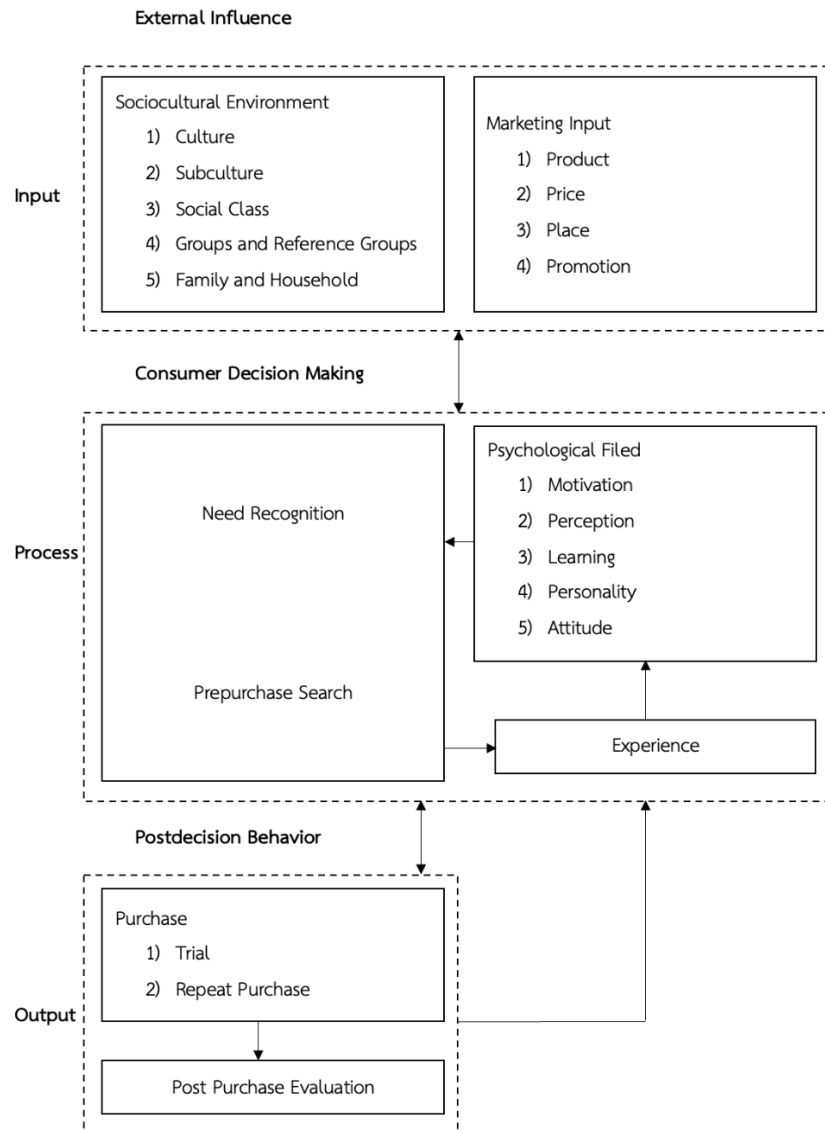 External Influence
Input
Sociocultural Environment
1) Culture
2) Subculture
3) Social Class
4) Groups and Reference Groups
5) Family and Household
Marketing Input
1) Product
2) Price
3) Place
4) Promotion
Consumer Decision Making
Process
Need Recognition
Prepurchase Search
Psychological Filed
1) Motivation
2) Perception
3) Learning
4) Personality
5) Attitude
Experience
Postdecision Behavior
Output
Purchase
1) Trial
2) Repeat Purchase
Post Purchase Evaluation